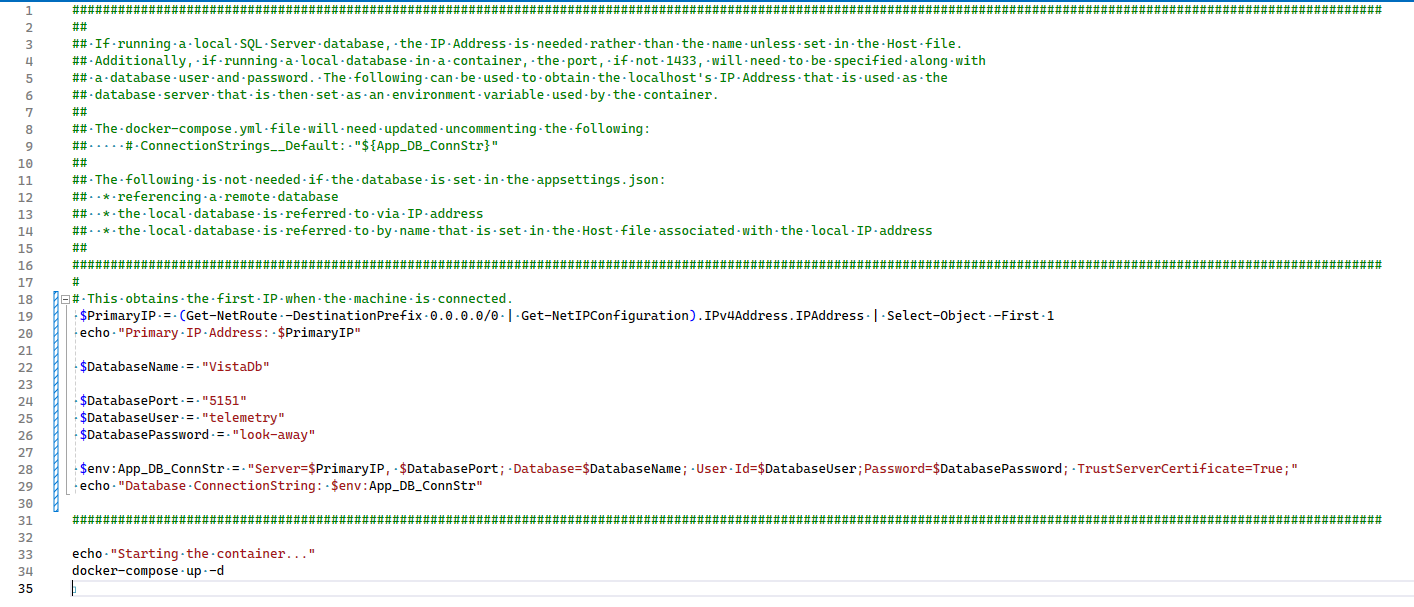 1 ############################################################################################################################################################################
2 ##
3 ## If running a local SQL Server database, the IP Address is needed rather than the name unless set in the Host file.
4 ## Additionally, if running a local database in a container, the port, if not 1433, will need to be specified along with
5 ## a database user and password. The following can be used to obtain the localhost's IP Address that is used as the
6 ## database server that is then set as an environment variable used by the container.
7 ##
8 ## The docker-compose.yml file will need updated uncommenting the following:
9 ##     # ConnectionStrings__Default: "${App_DB_ConnStr}"
10 ##
11 ## The following is not needed if the database is set in the appsettings.json:
12 ##  * referencing a remote database
13 ##  * the local database is referred to via IP address
14 ##  * the local database is referred to by name that is set in the Host file associated with the local IP address
15 ##
16 ############################################################################################################################################################################
17 #
18 # This obtains the first IP when the machine is connected.
19  $PrimaryIP = (Get-NetRoute -DestinationPrefix 0.0.0.0/0 | Get-NetIPConfiguration).IPv4Address.IPAddress | Select-Object -First 1
20  echo "Primary IP Address: $PrimaryIP"
21
22  $DatabaseName = "VistaDb"
23
24  $DatabasePort = "5151"
25  $DatabaseUser = "telemetry"
26  $DatabasePassword = "look-away"
27
28  $env:App_DB_ConnStr = "Server=$PrimaryIP, $DatabasePort; Database=$DatabaseName; User Id=$DatabaseUser;Password=$DatabasePassword; TrustServerCertificate=True;"
29  echo "Database ConnectionString: $env:App_DB_ConnStr"
30
31 ############################################################################################################################################################################
32
33 echo "Starting the container..."
34 docker-compose up -d
35